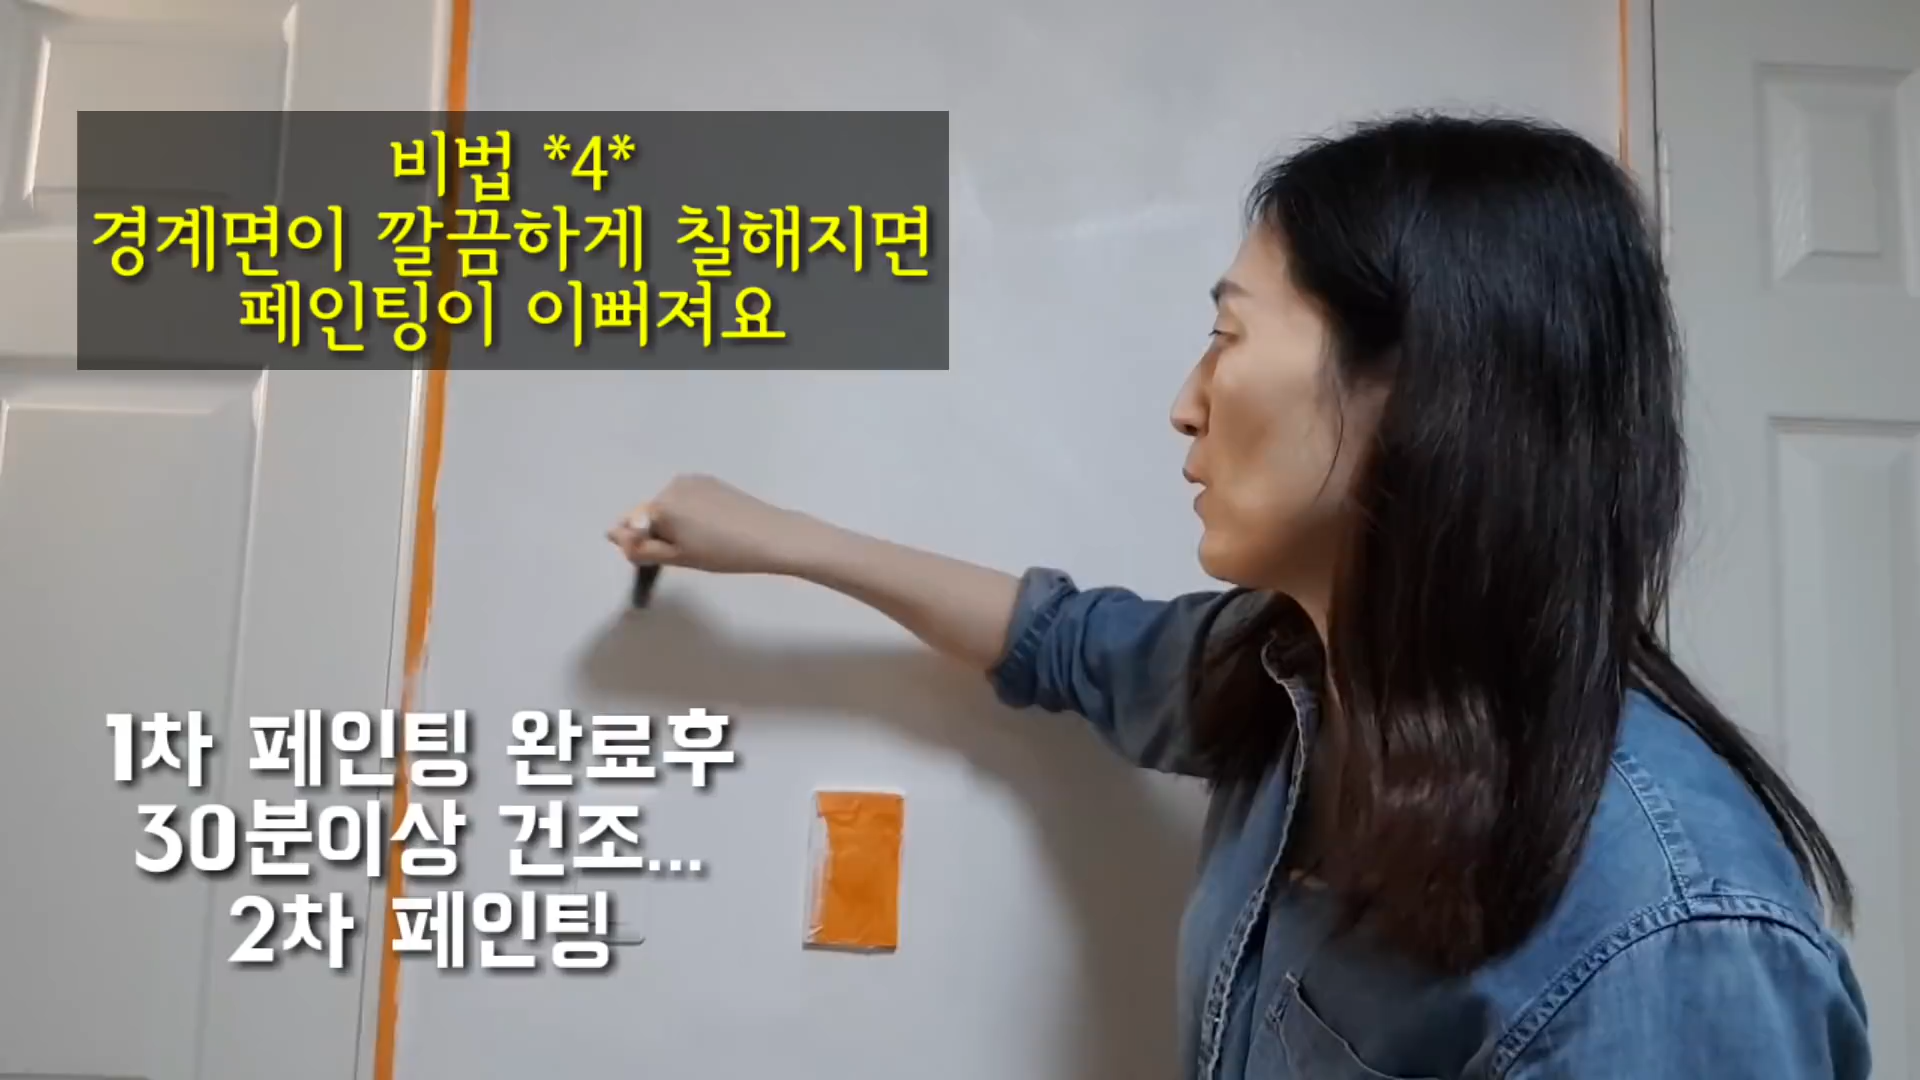 비법 *4*
경계면이 깔끔하게 칠해지면
페인팅이 이뻐져요
1차 페인팅 완료후
30분이상 건조...
2차 페인팅